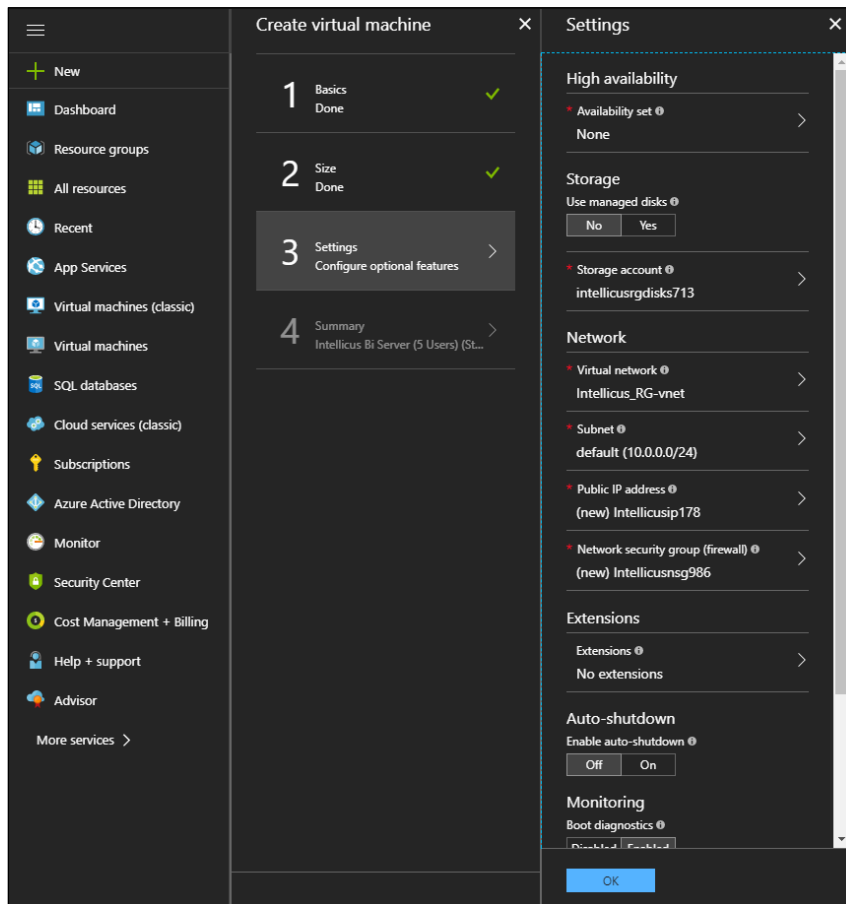 New
Dashboard
Resource groups
All resources
Recent
App Services
Virtual machines (classic)
Virtual machines
SQL databases
Cloud services (classic)
Subscriptions
Azure Active Directory
Monitor
Security Center
Cost Management + Billing
Help + support
Advisor
More services
Create virtual machine
1
Basics
Done
2
Size
Done
3
Settings
Configure optional features
4
Summary
Intellicus Bi Server (5 Users) (St...
Settings
High availability
* Availability set
None
Storage
Use managed disks
No Yes
* Storage account
intellicusrgdisks713
Network
* Virtual network
Intellicus_RG-vnet
* Subnet
default (10.0.0.0/24)
* Public IP address
(new) Intellicusip178
* Network security group (firewall)
(new) Intellicusnsg986
Extensions
Extensions
No extensions
Auto-shutdown
Enable auto-shutdown
Off On
Monitoring
Boot diagnostics
Disabled Enabled
OK